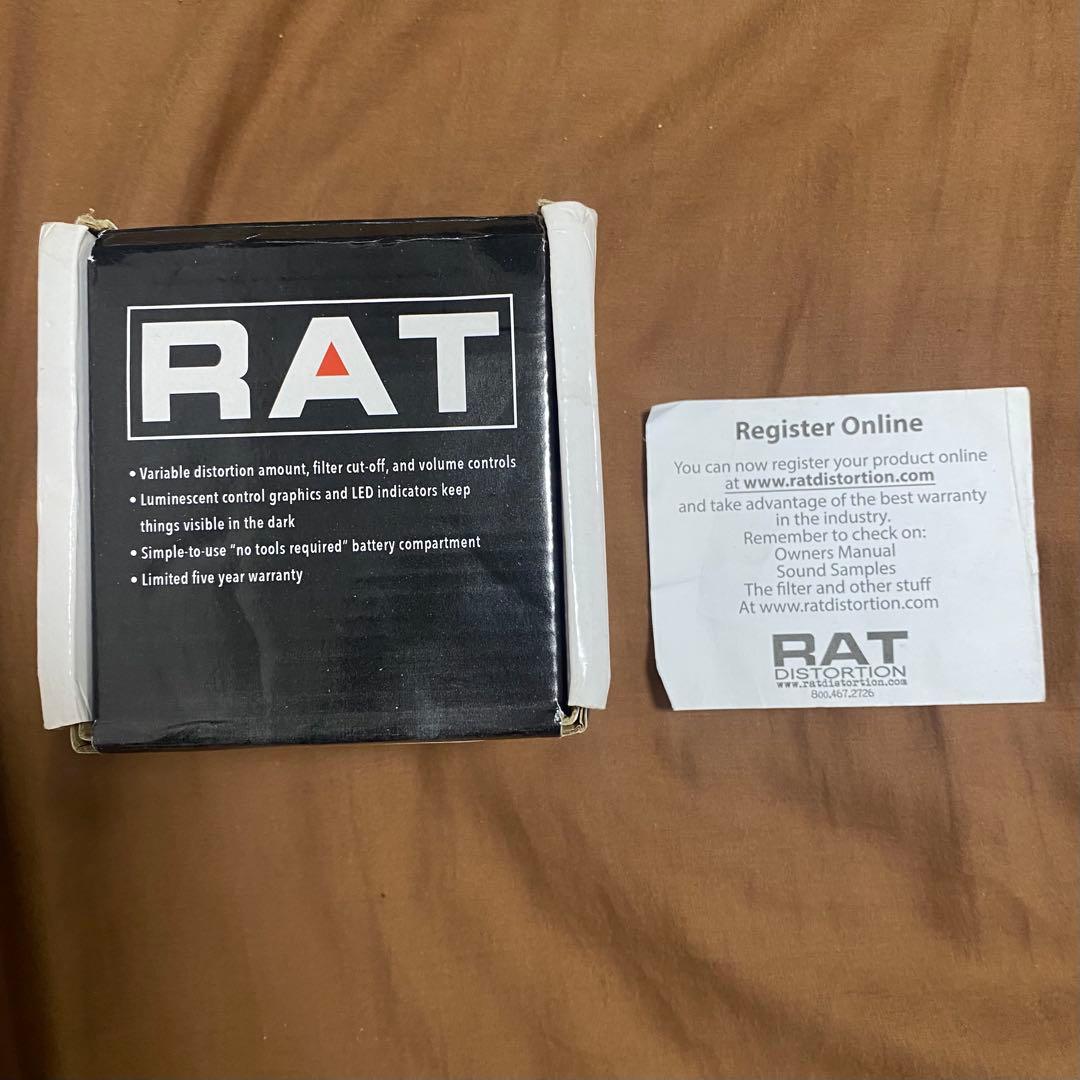 RAT
• Variable distortion amount, filter cut-off, and volume controls
• Luminescent control graphics and LED indicators keep
things visible in the dark
• Simple-to-use "no tools required" battery compartment
• Limited five year warranty
Register Online
You can now register your product online
at www.ratdistortion.com
and take advantage of the best warranty
in the industry.
Remember to check on:
Owners Manual
Sound Samples
The filter and other stuff
At www.ratdistortion.com
RAT
DISTORTION
www.ratdistortion.com
800.467.2726